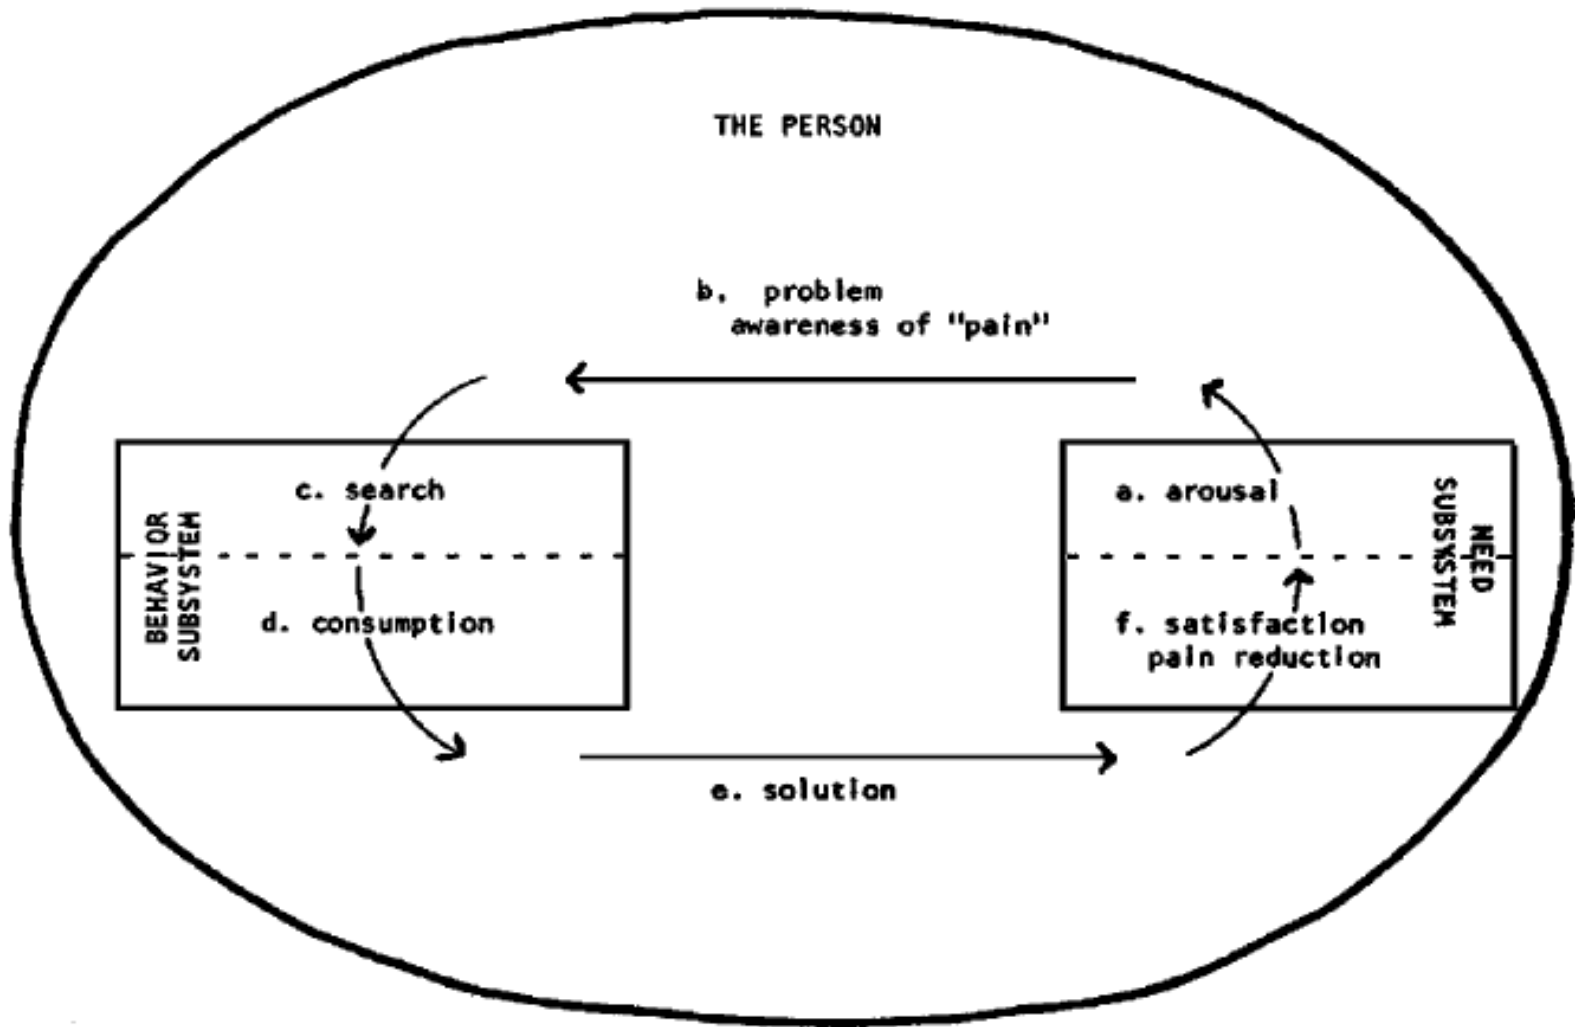 THE PERSON
b. problem
awareness of "pain"
c. search
d. consumption
BEHAVIOR
SUBSYSTEM
a. arousal
f. satisfaction
pain reduction
NEED
SUBSYSTEM
e. solution